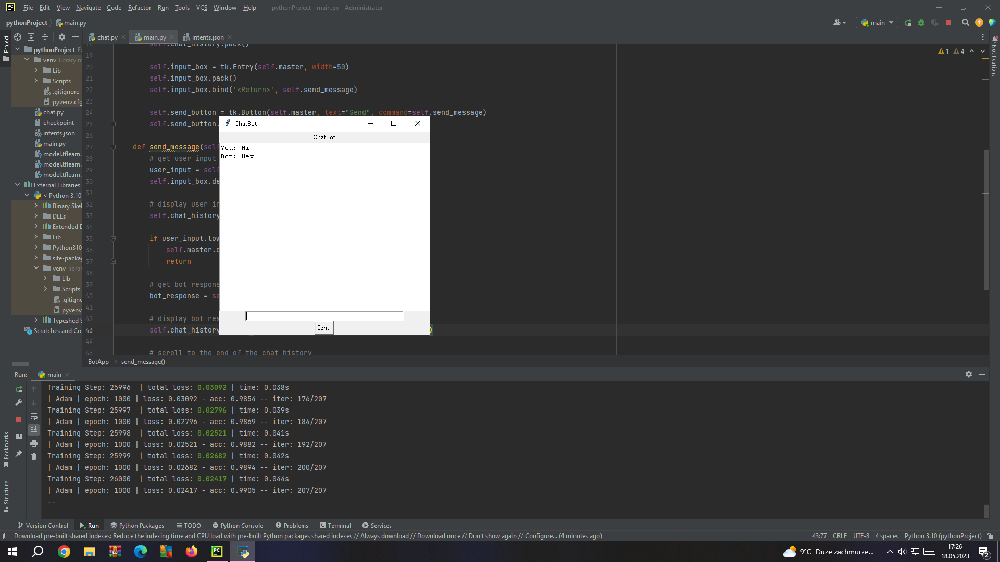 PC File Edit View Navigate Code Refactor Run Tools VCS Window Help pythonProject - main.py - Administrator
pythonProject main.py
main
Project
chat.py main.py intents.json
Notifications
pythonProject
venv library
Lib
Scripts
.gitignore
pyvenv.cfg
chat.py
checkpoint
intents.json
main.py
model.tflearn.
model.tflearn.
model.tflearn.
External Libraries
< Python 3.10
Binary Skel
DLLs
Extended D
Lib
Python310
site-packag
venv librar
Lib
Scripts
.gitigno
pyvenv
Typeshed S
Scratches and Con
1 4
18 self.chat_history.pack()
19
20 self.input_box = tk.Entry(self.master, width=50)
21 self.input_box.pack()
22 self.input_box.bind('<Return>', self.send_message)
23
24 self.send_button = tk.Button(self.master, text="Send", command=self.send_message)
25 self.send_button.
26
27 def send_message(self
28 # get user input
29 user_input = self
30 self.input_box.de
31
32 # display user in
33 self.chat_history
34
35 if user_input.low
36 self.master.
37 return
38
39 # get bot respons
40 bot_response = se
41
42 # display bot res
43 self.chat_history )
44
45 # scroll to the end of the chat history
ChatBot
ChatBot
You: Hi!
Bot: Hey!
Send
BotApp send_message()
Run: main
Training Step: 25996 | total loss: 0.03092 | time: 0.038s
| Adam | epoch: 1000 | loss: 0.03092 - acc: 0.9854 -- iter: 176/207
Training Step: 25997 | total loss: 0.02796 | time: 0.039s
| Adam | epoch: 1000 | loss: 0.02796 - acc: 0.9869 -- iter: 184/207
Training Step: 25998 | total loss: 0.02521 | time: 0.041s
| Adam | epoch: 1000 | loss: 0.02521 - acc: 0.9882 -- iter: 192/207
Training Step: 25999 | total loss: 0.02682 | time: 0.042s
| Adam | epoch: 1000 | loss: 0.02682 - acc: 0.9894 -- iter: 200/207
Training Step: 26000 | total loss: 0.02417 | time: 0.044s
| Adam | epoch: 1000 | loss: 0.02417 - acc: 0.9905 -- iter: 207/207
--
Bookmarks
Structure
Version Control Run Python Packages TODO Python Console Problems Terminal Services
Download pre-built shared indexes: Reduce the indexing time and CPU load with pre-built Python packages shared indexes // Always download // Download once // Don't show again // Configure... (4 minutes ago) 43:77 CRLF UTF-8 4 spaces Python 3.10 (pythonProject)
PC 9°C Duże zachmurze... 17:26
18.05.2023 2